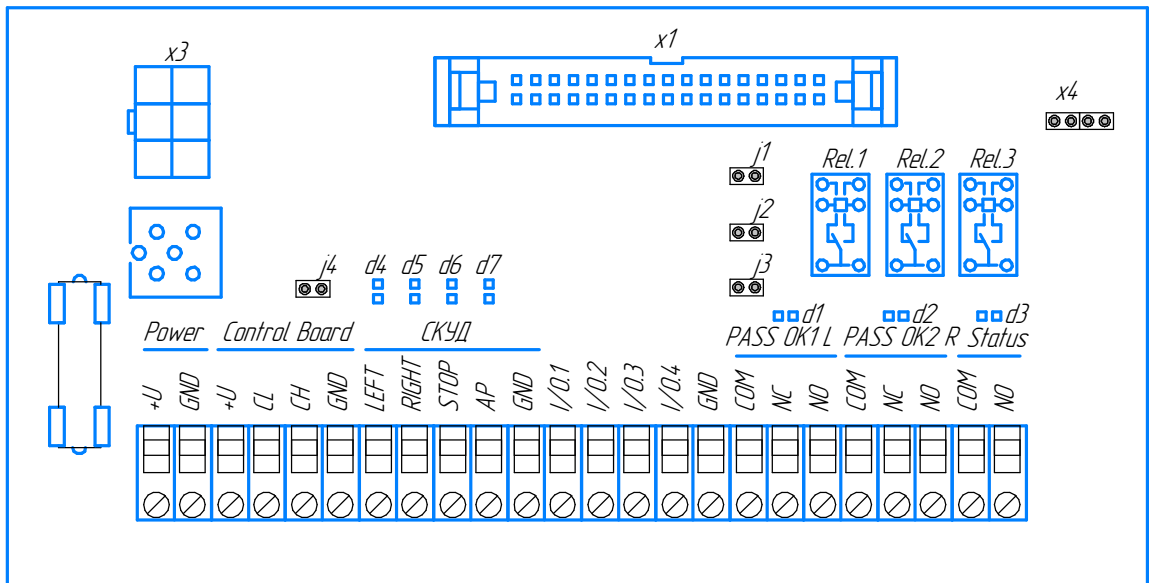 x1
x3
x4
j1
Rel.1 Rel.2 Rel.3
j2
j4 d4 d5 d6 d7 j3
d1 d2 d3
Power Control Board СКУД PASS OK1 L PASS OK2 R Status
+U GND +U CL CH GND LEFT RIGHT STOP AP GND I/O.1 I/O.2 I/O.3 I/O.4 GND COM NC NO COM NC NO COM NO